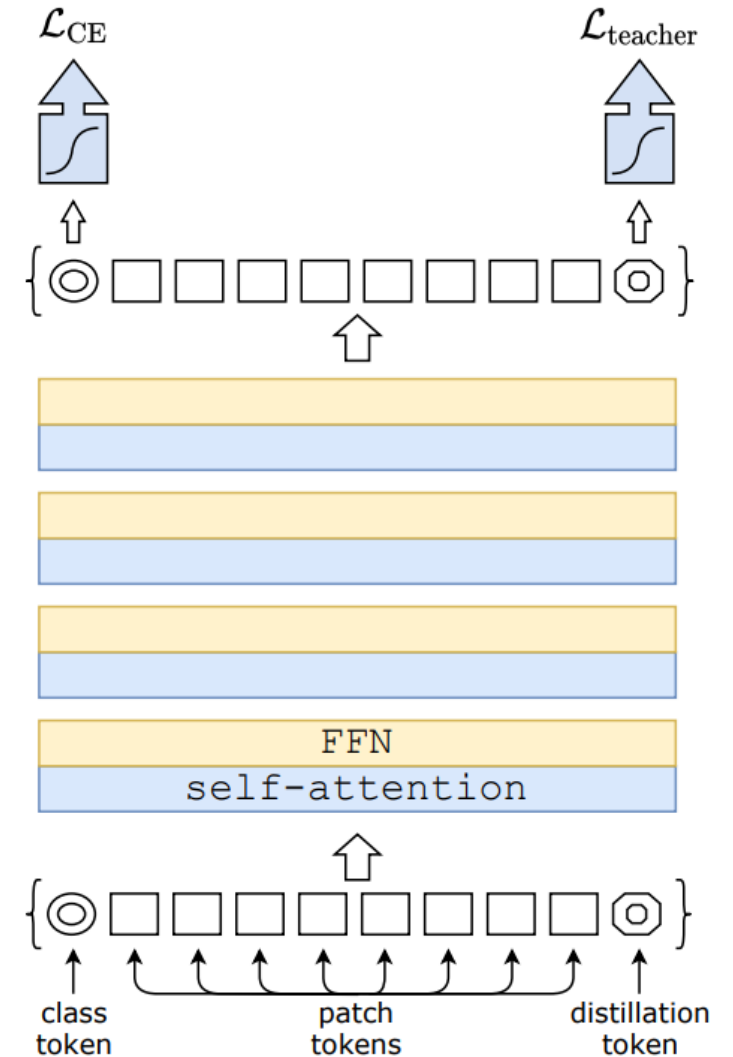 ℒCE
ℒteacher
FFN
self-attention
class
token
patch
tokens
distillation
token